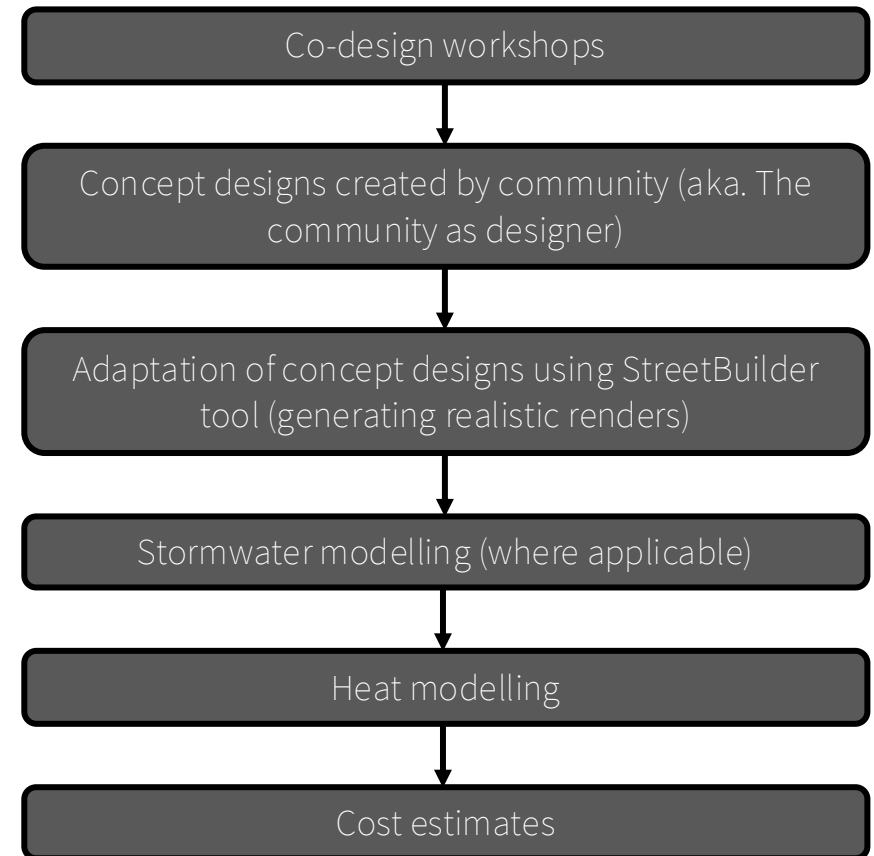 Co-design workshops
Concept designs created by community (aka. The
community as designer)
Adaptation of concept designs using StreetBuilder
tool (generating realistic renders)
Stormwater modelling (where applicable)
Heat modelling
Cost estimates